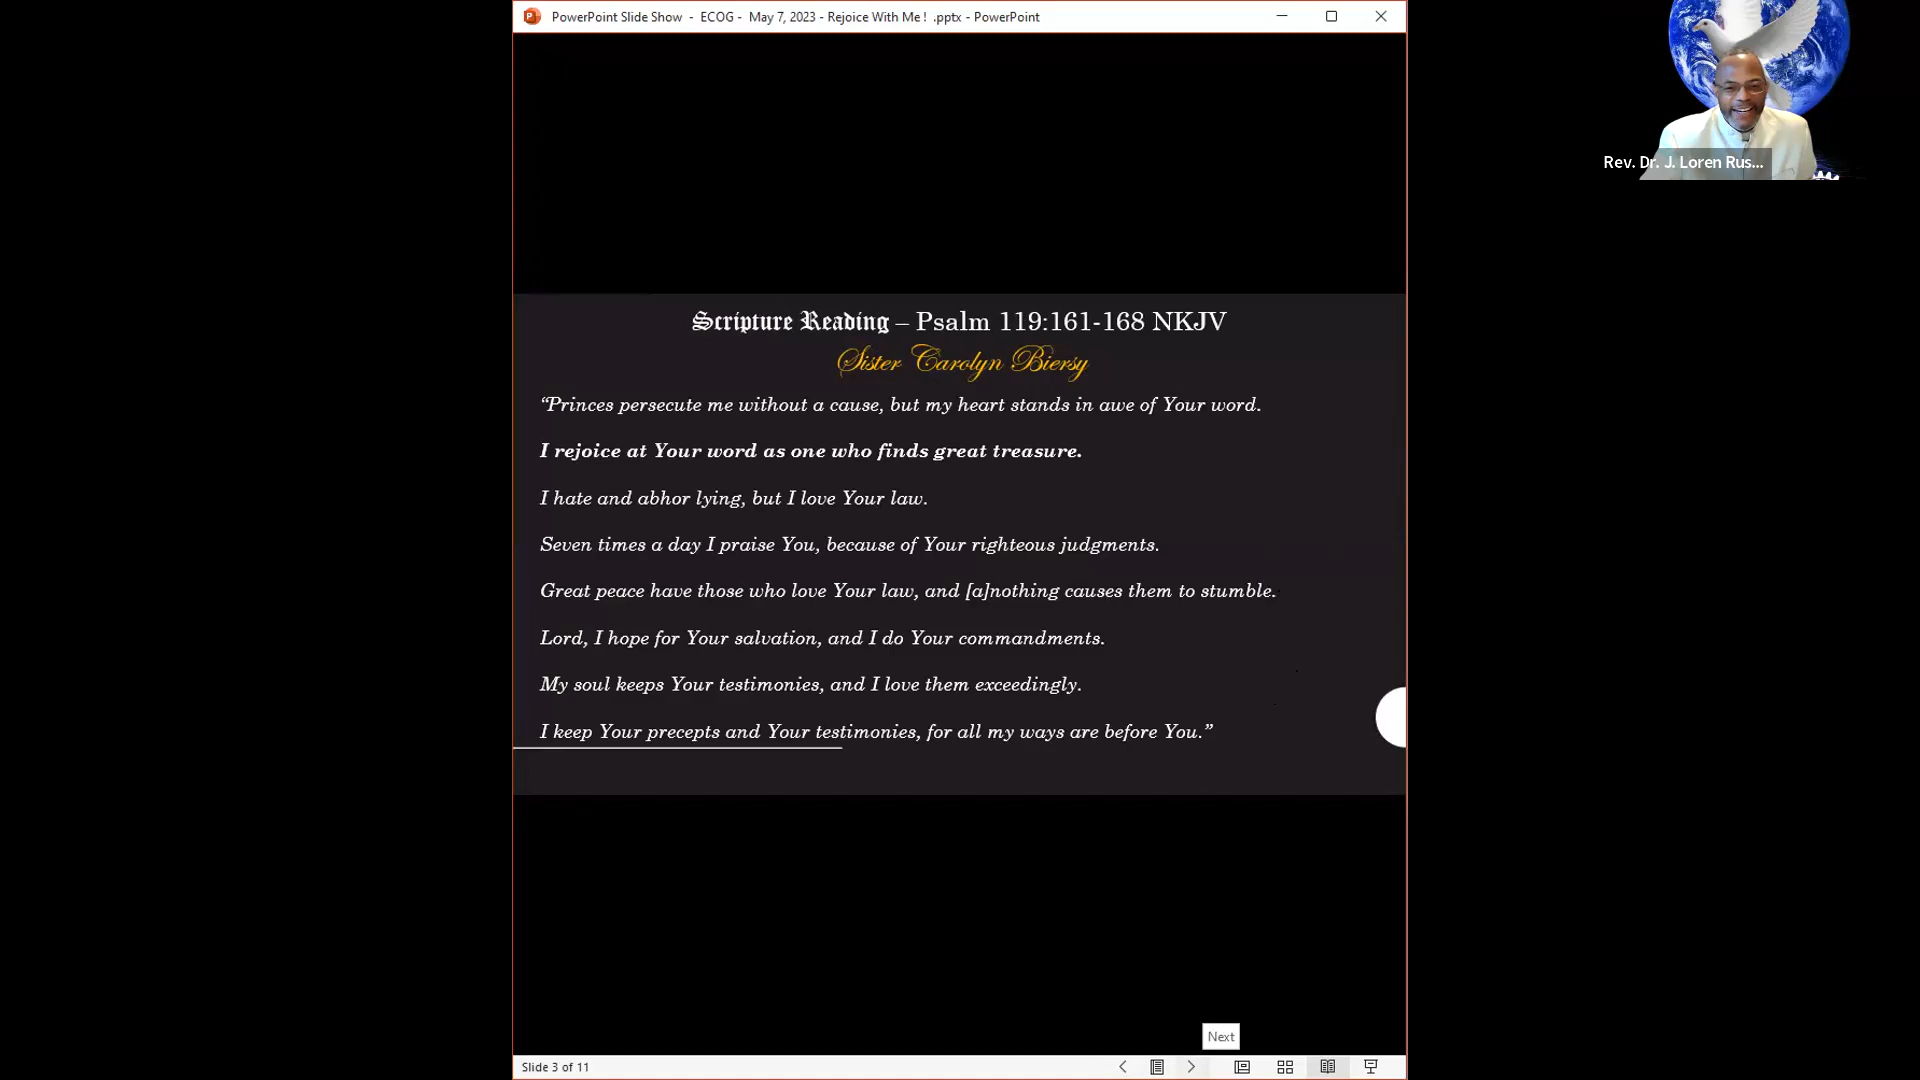 PowerPoint Slide Show - ECOG - May 7, 2023 - Rejoice With Me ! .pptx - PowerPoint
Rev. Dr. J. Loren Rus...
Scripture Reading – Psalm 119:161-168 NKJV
Sister Carolyn Biersy
“Princes persecute me without a cause, but my heart stands in awe of Your word.
I rejoice at Your word as one who finds great treasure.
I hate and abhor lying, but I love Your law.
Seven times a day I praise You, because of Your righteous judgments.
Great peace have those who love Your law, and [a]nothing causes them to stumble.
Lord, I hope for Your salvation, and I do Your commandments.
My soul keeps Your testimonies, and I love them exceedingly.
I keep Your precepts and Your testimonies, for all my ways are before You.”
Next
Slide 3 of 11